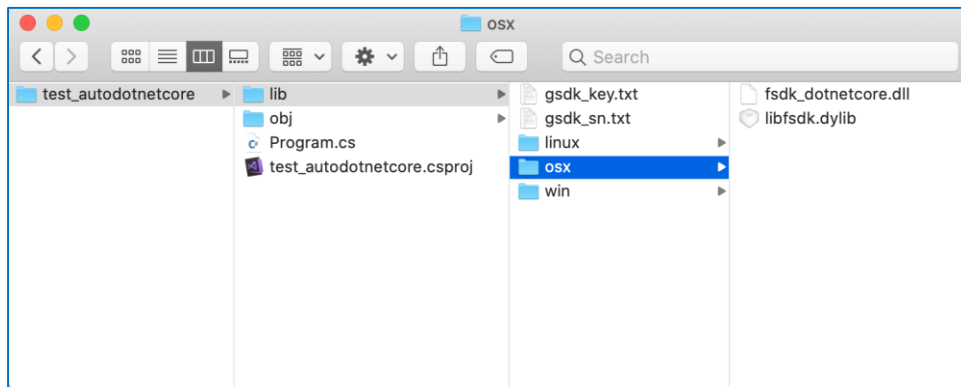 osx
Search
test_autodotnetcore
lib
obj
Program.cs
test_autodotnetcore.csproj
gsdk_key.txt
gsdk_sn.txt
linux
osx
win
fsdk_dotnetcore.dll
libfsdk.dylib